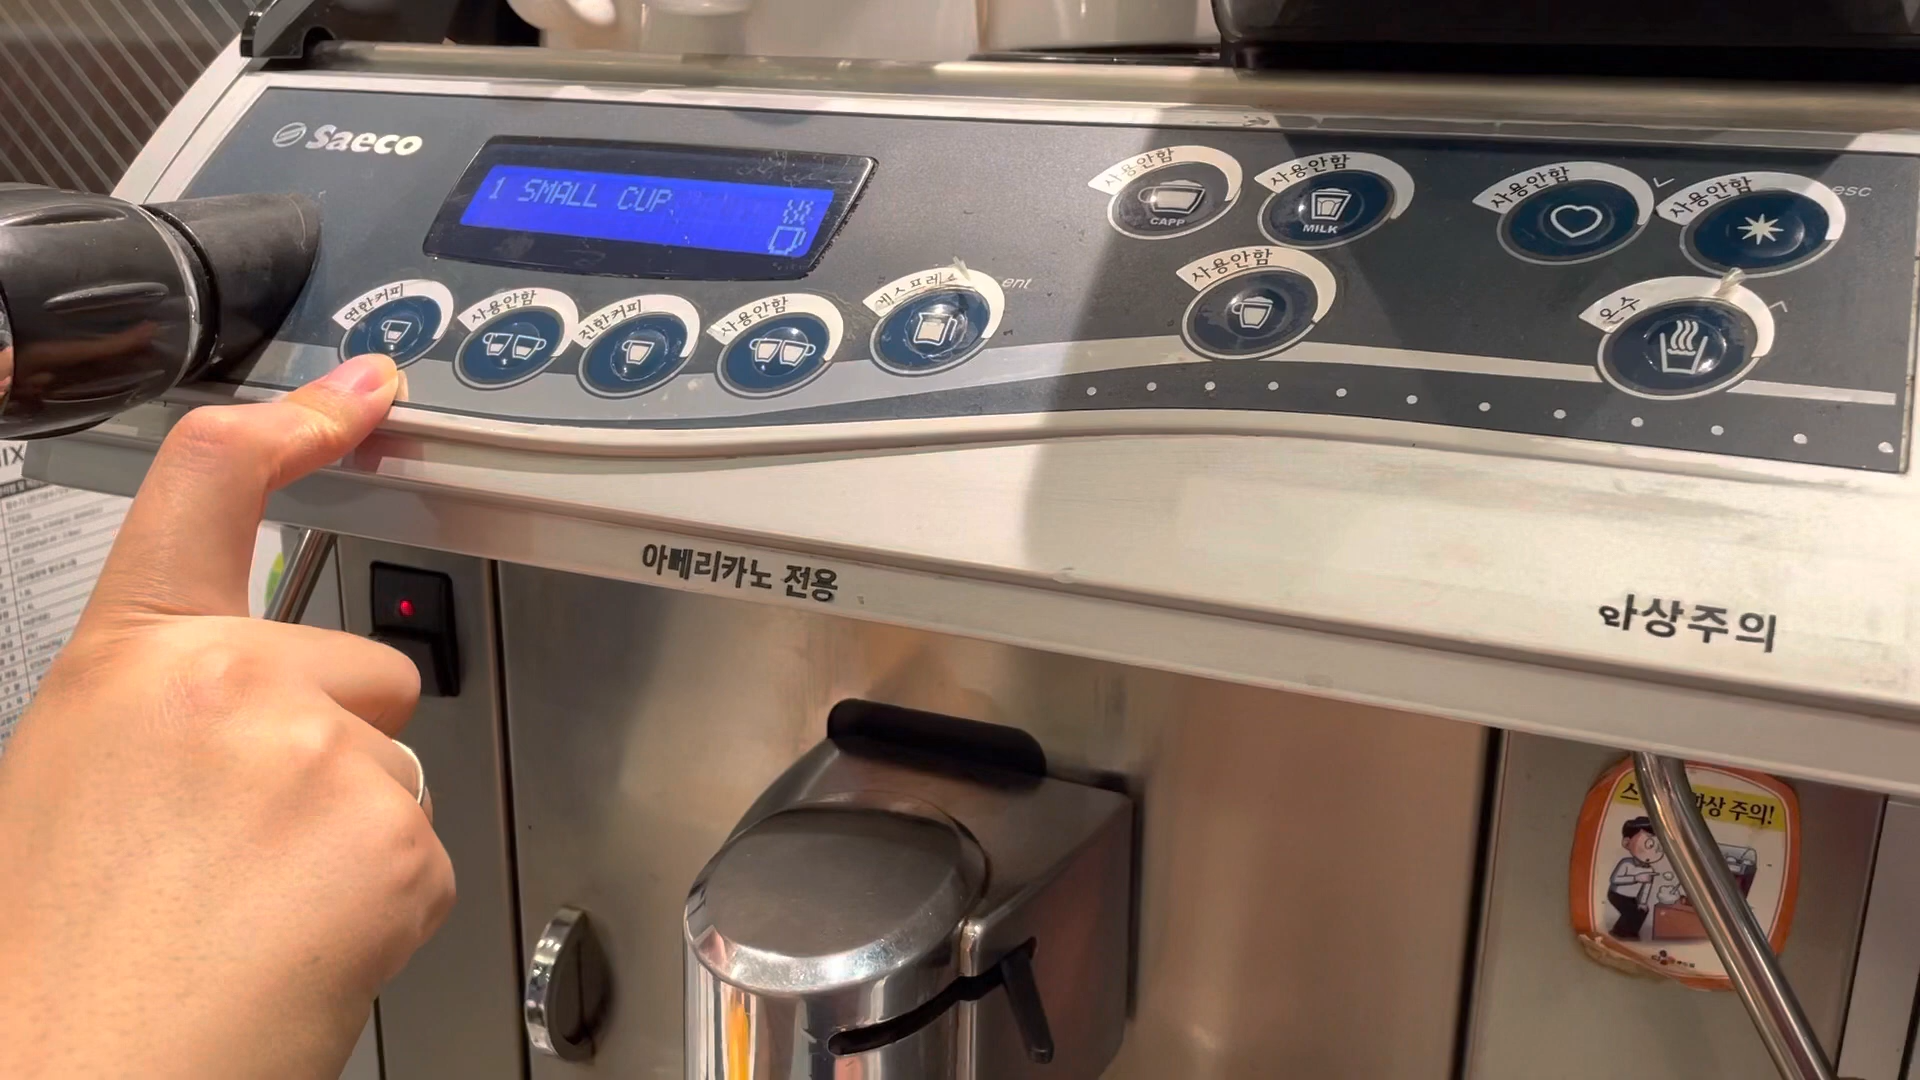 Saeco
1 SMALL CUP
사용안함
CAPP
사용안함
MILK
사용안함
사용안함
esc
연한커피
사용안함
진한커피
사용안함
에스프레
ent
사용안함
온수
아메리카노 전용
화상주의
화상 주의!